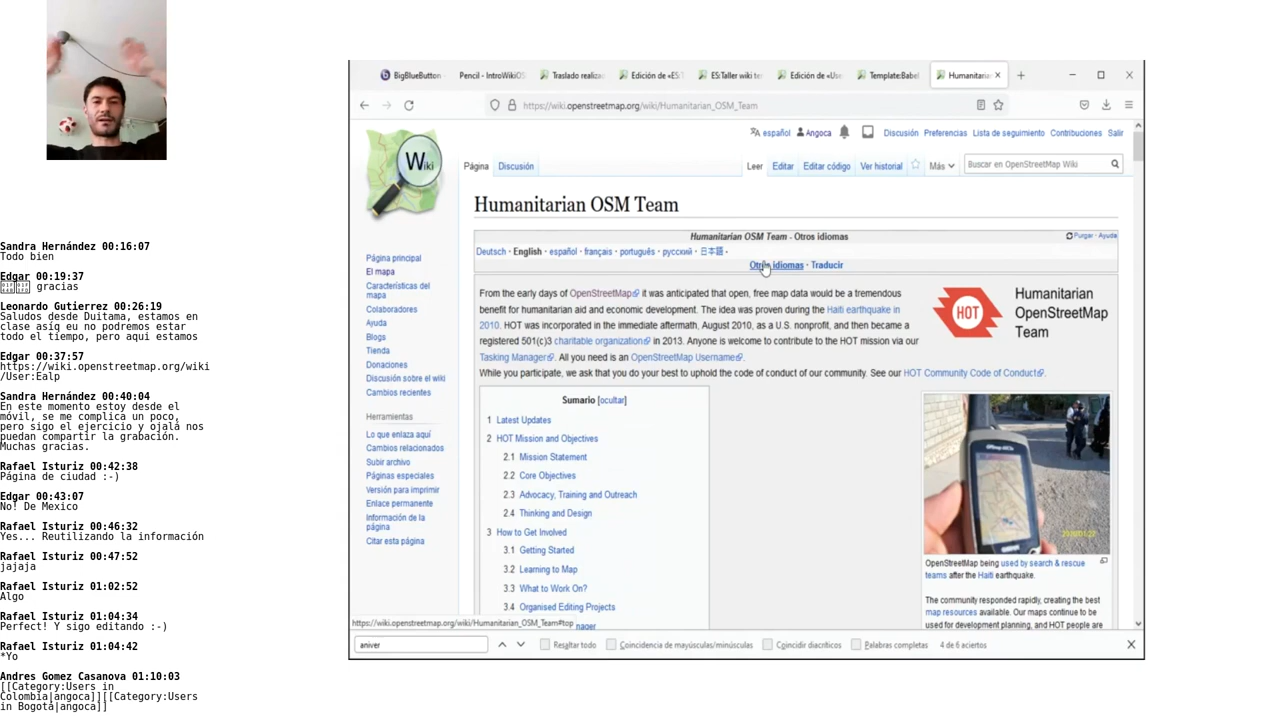 Sandra Hernández 00:16:07
Todo bien
Edgar 00:19:37
gracias
Leonardo Gutierrez 00:26:19
Saludos desde Duitama, estamos en
clase asíq eu no podremos estar
todo el tiempo, pero aqui estamos
Edgar 00:37:57
https://wiki.openstreetmap.org/wiki
/User:Ealp
Sandra Hernández 00:40:04
En este momento estoy desde el
móvil, se me complica un poco,
pero sigo el ejercicio y ojalá nos
puedan compartir la grabación.
Muchas gracias.
Rafael Isturiz 00:42:38
Página de ciudad :-)
Edgar 00:43:07
No! De Mexico
Rafael Isturiz 00:46:32
Yes... Reutilizando la información
Rafael Isturiz 00:47:52
jajaja
Rafael Isturiz 01:02:52
Algo
Rafael Isturiz 01:04:34
Perfect! Y sigo editando :-)
Rafael Isturiz 01:04:42
*Yo
Andres Gomez Casanova 01:10:03
[[Category:Users in
Colombia|angoca]][[Category:Users
in Bogotá|angoca]]
BigBlueButton Pencil - IntroWikiOS Traslado realiza Edición de «ES:T ES:Taller wiki te Edición de «Use Template:Babel Humanitaria
https://wiki.openstreetmap.org/wiki/Humanitarian_OSM_Team
español Angoca Discusión Preferencias Lista de seguimiento Contribuciones Salir
Wiki
Página Discusión Leer Editar Editar código Ver historial Más Buscar en OpenStreetMap Wiki
Humanitarian OSM Team
Humanitarian OSM Team - Otros idiomas Purgar · Ayuda
Deutsch · English · español · français · português · русский · 日本語 ·
Otros idiomas · Traducir
Página principal
El mapa
Características del
mapa
Colaboradores
Ayuda
Blogs
Tienda
Donaciones
Discusión sobre el wiki
Cambios recientes
Herramientas
Lo que enlaza aquí
Cambios relacionados
Subir archivo
Páginas especiales
Versión para imprimir
Enlace permanente
Información de la
página
Citar esta página
From the early days of OpenStreetMap it was anticipated that open, free map data would be a tremendous
benefit for humanitarian aid and economic development. The idea was proven during the Haiti earthquake in
2010. HOT was incorporated in the immediate aftermath, August 2010, as a U.S. nonprofit, and then became a
registered 501(c)3 charitable organization in 2013. Anyone is welcome to contribute to the HOT mission via our
Tasking Manager. All you need is an OpenStreetMap Username.
While you participate, we ask that you do your best to uphold the code of conduct of our community. See our HOT Community Code of Conduct.
HOT
Humanitarian
OpenStreetMap
Team
Sumario [ocultar]
1 Latest Updates
2 HOT Mission and Objectives
2.1 Mission Statement
2.2 Core Objectives
2.3 Advocacy, Training and Outreach
2.4 Thinking and Design
3 How to Get Involved
3.1 Getting Started
3.2 Learning to Map
3.3 What to Work On?
3.4 Organised Editing Projects
nager
OpenStreetMap being used by search & rescue
teams after the Haiti earthquake.
The community responded rapidly, creating the best
map resources available. Our maps continue to be
used for development planning, and HOT people are
https://wiki.openstreetmap.org/wiki/Humanitarian_OSM_Team#top
aniver Resaltar todo Coincidencia de mayúsculas/minúsculas Coincidir diacríticos Palabras completas 4 de 6 aciertos